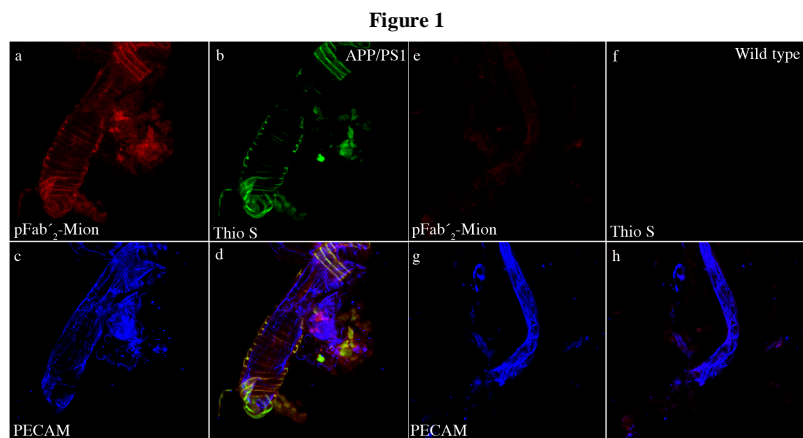 Figure 1
a
b
APP/PS1
e
f
Wild type
pFab´₂-Mion
Thio S
pFab´₂-Mion
Thio S
c
d
g
h
PECAM
PECAM